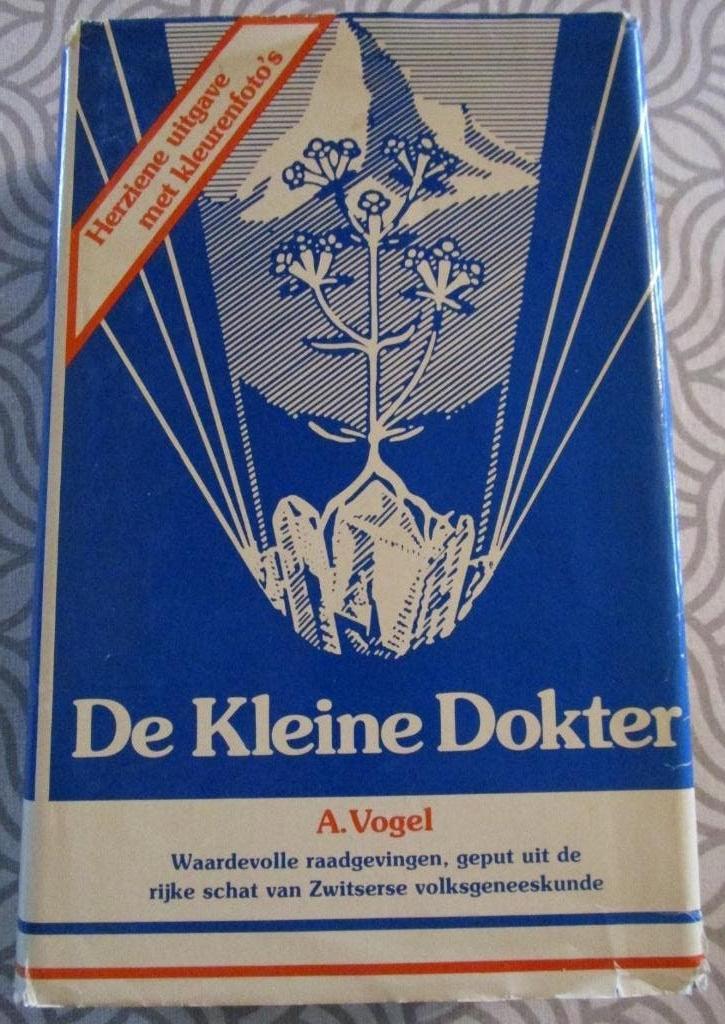 Herziene uitgave
met kleurenfoto's
De Kleine Dokter
A. Vogel
Waardevolle raadgevingen, geput uit de
rijke schat van Zwitserse volksgeneeskunde